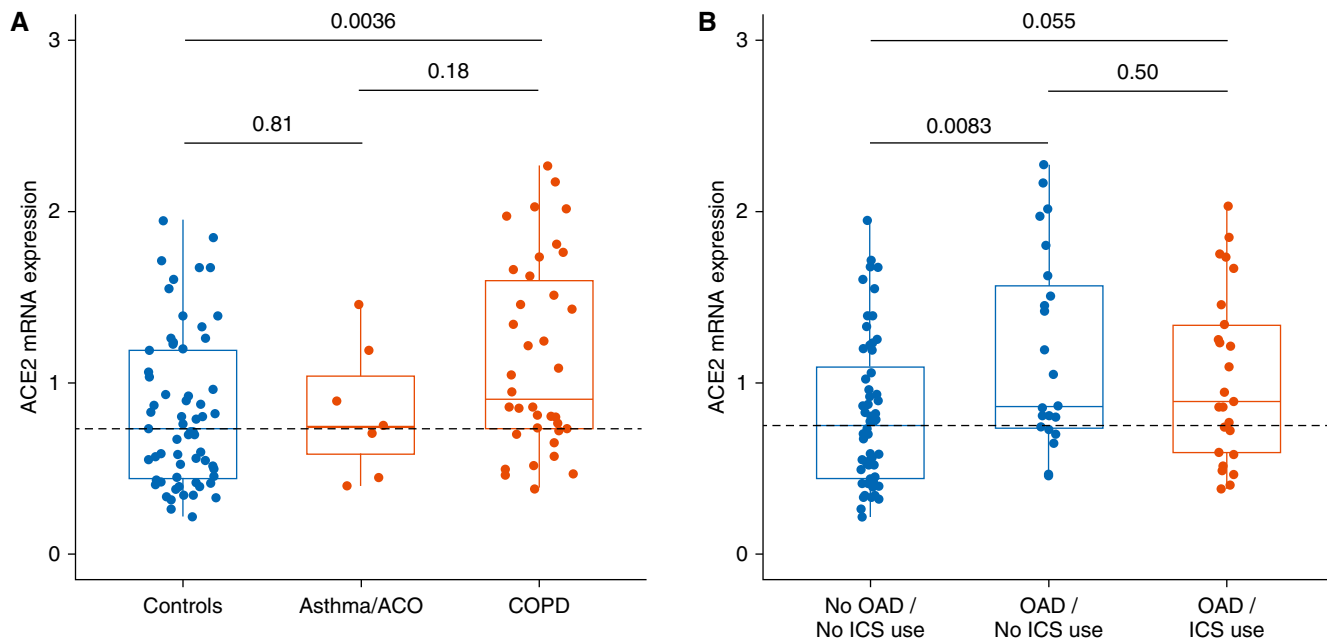 A
ACE2 mRNA expression
3
2
1
0
0.0036
0.18
0.81
Controls
Asthma/ACO
COPD
B
ACE2 mRNA expression
3
2
1
0
0.055
0.50
0.0083
No OAD /
No ICS use
OAD /
No ICS use
OAD /
ICS use